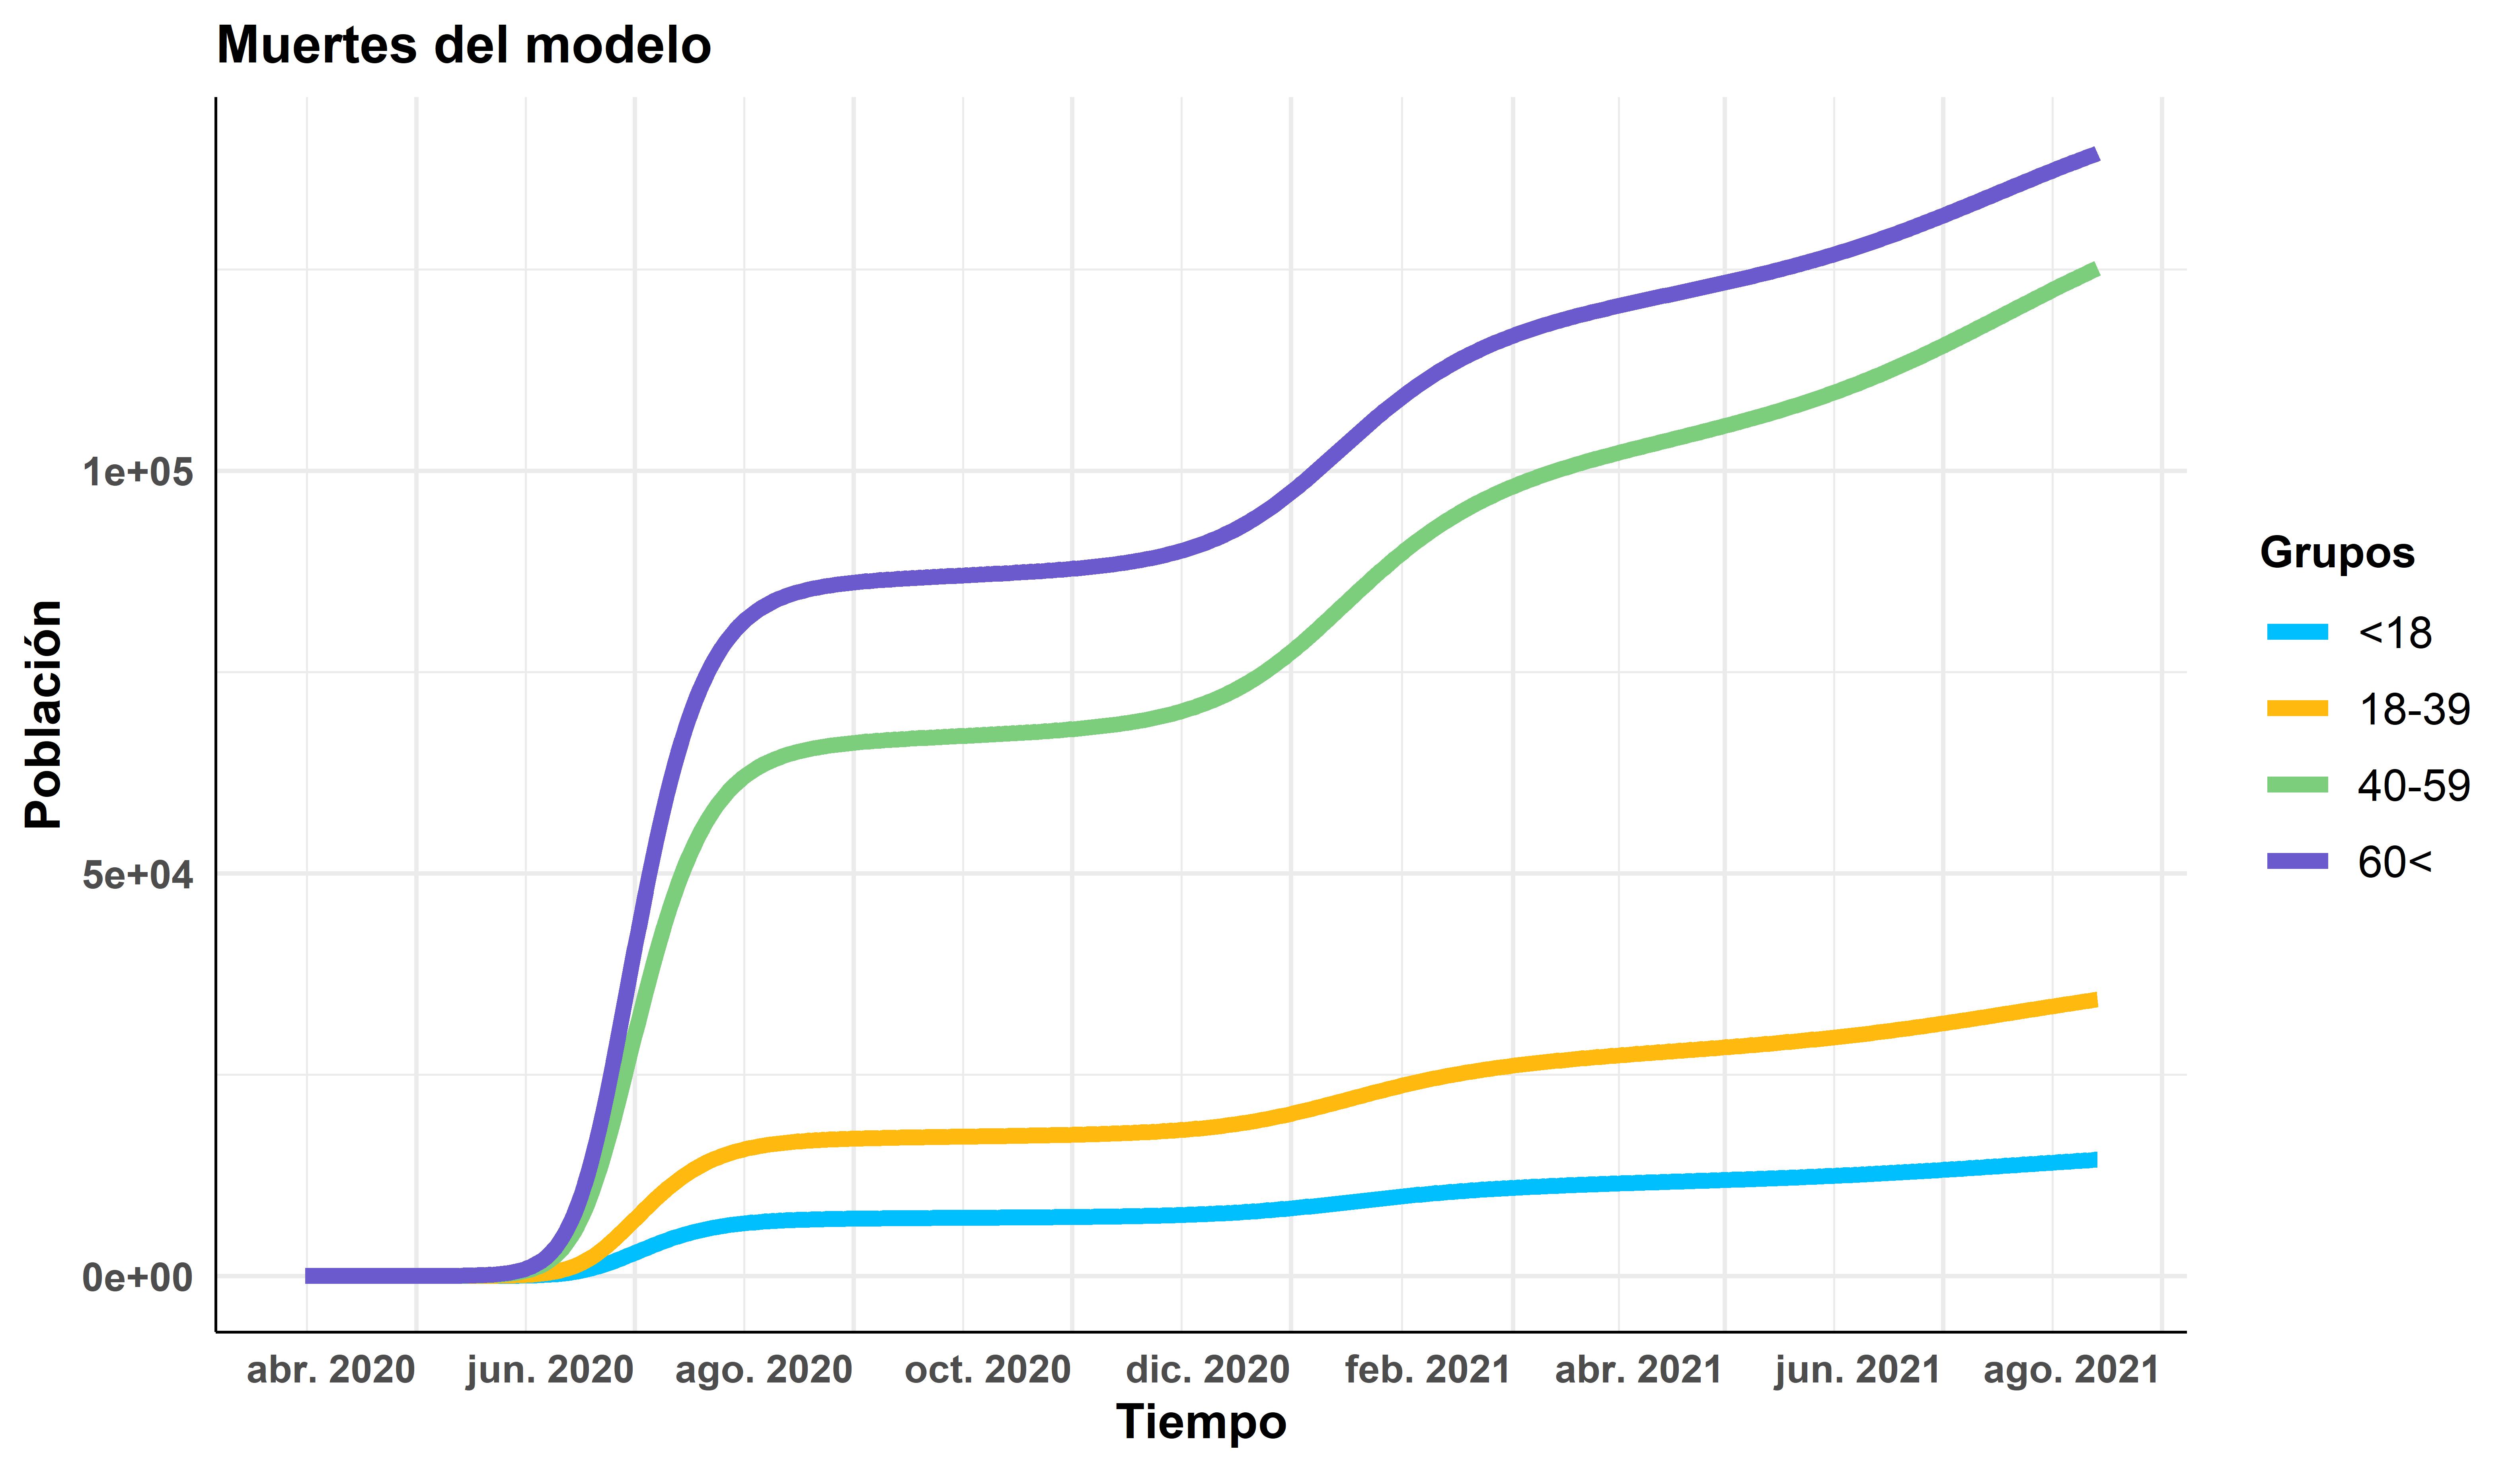 Muertes del modelo
Población
1e+05
5e+04
0e+00
abr. 2020 jun. 2020 ago. 2020 oct. 2020 dic. 2020 feb. 2021 abr. 2021 jun. 2021 ago. 2021
Tiempo
Grupos
<18
18-39
40-59
60<